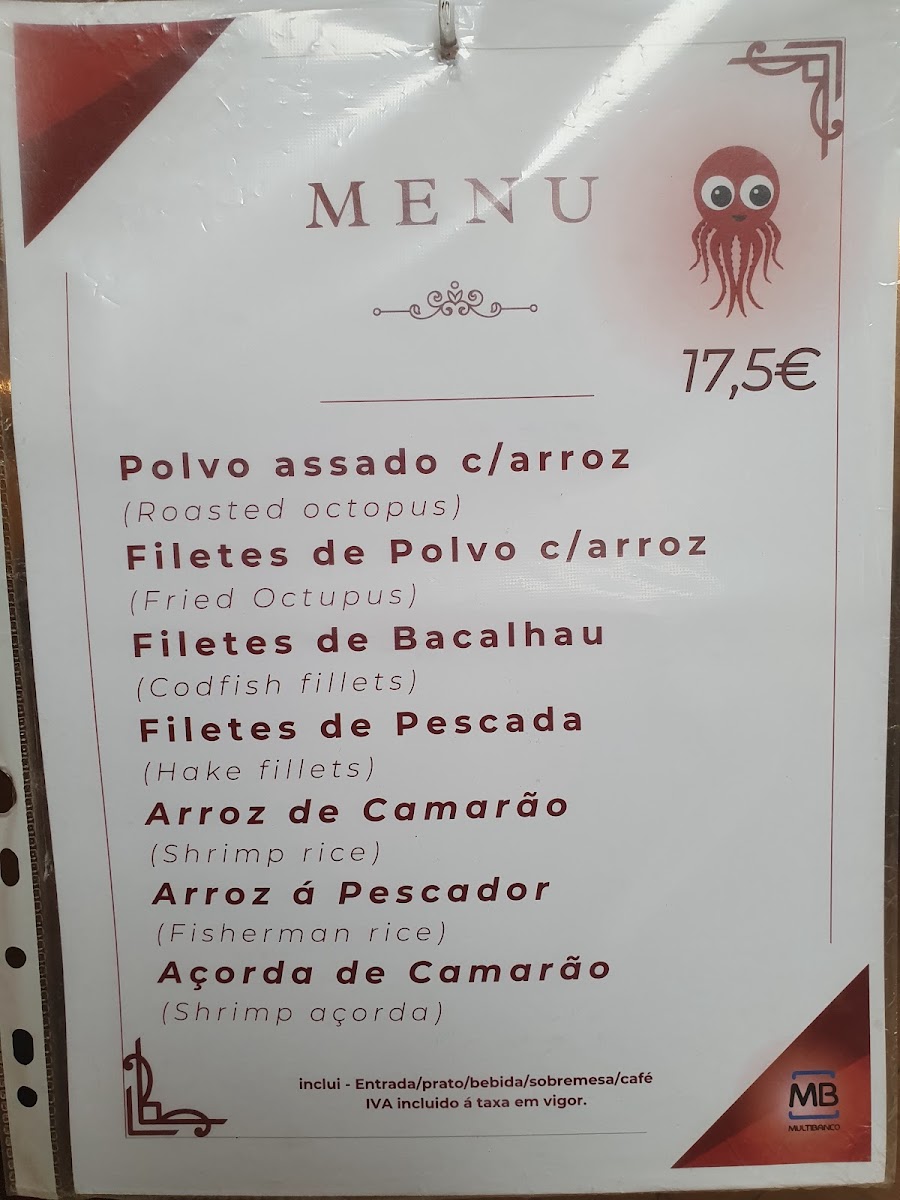 MENU
17,5€
Polvo assado c/arroz
(Roasted octopus)
Filetes de Polvo c/arroz
(Fried Octupus)
Filetes de Bacalhau
(Codfish fillets)
Filetes de Pescada
(Hake fillets)
Arroz de Camarão
(Shrimp rice)
Arroz á Pescador
(Fisherman rice)
Açorda de Camarão
(Shrimp açorda)
inclui - Entrada/prato/bebida/sobremesa/café
IVA incluido á taxa em vigor.
MB
MULTIBANCO